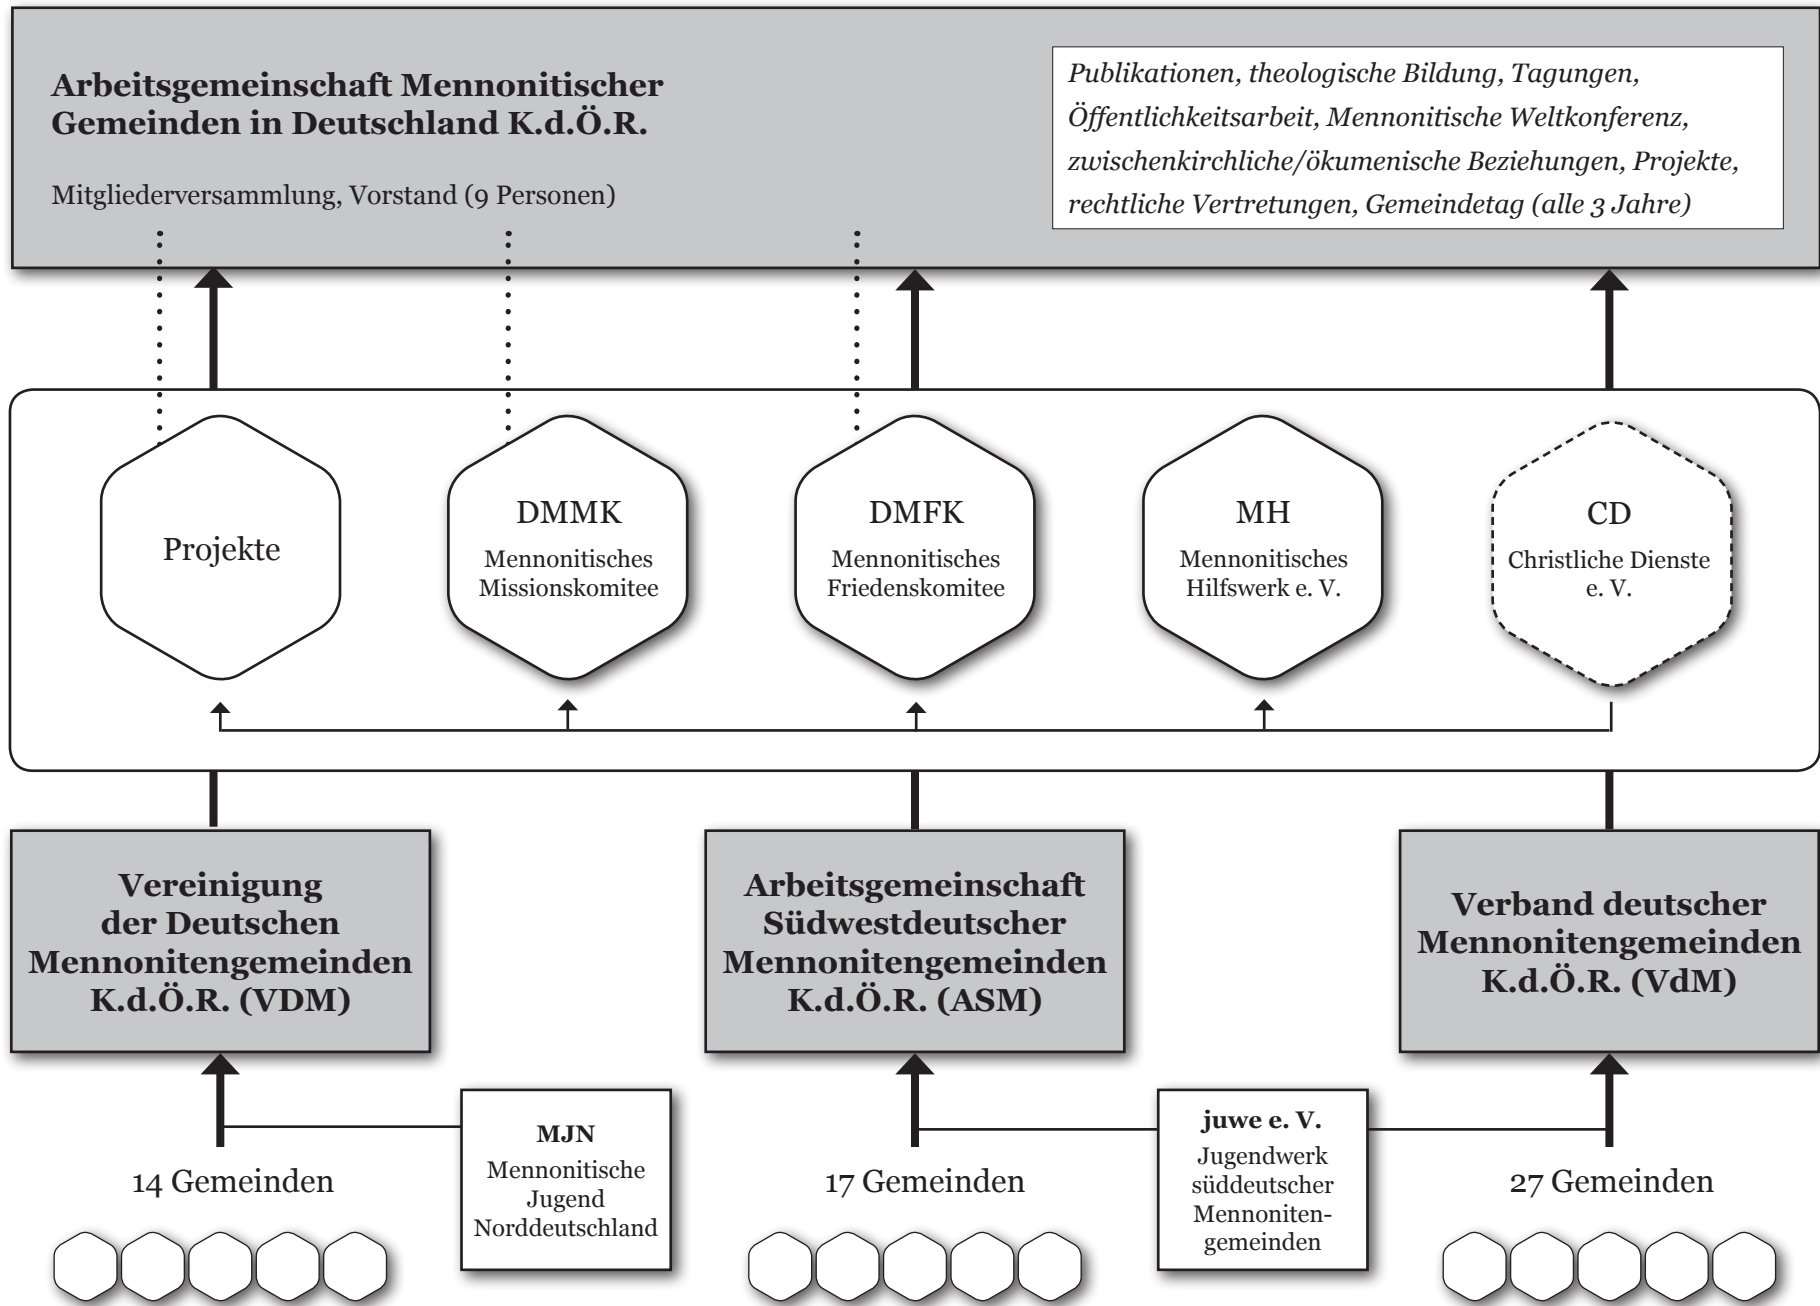 Arbeitsgemeinschaft Mennonitischer
Gemeinden in Deutschland K.d.Ö.R.
Mitgliederversammlung, Vorstand (9 Personen)
Publikationen, theologische Bildung, Tagungen,
Öffentlichkeitsarbeit, Mennonitische Weltkonferenz,
zwischenkirchliche/ökumenische Beziehungen, Projekte,
rechtliche Vertretungen, Gemeindetag (alle 3 Jahre)
Projekte
DMMK
Mennonitisches
Missionskomitee
DMFK
Mennonitisches
Friedenskomitee
MH
Mennonitisches
Hilfswerk e. V.
CD
Christliche Dienste
e. V.
Vereinigung
der Deutschen
Mennonitengemeinden
K.d.Ö.R. (VDM)
Arbeitsgemeinschaft
Südwestdeutscher
Mennonitengemeinden
K.d.Ö.R. (ASM)
Verband deutscher
Mennonitengemeinden
K.d.Ö.R. (VdM)
14 Gemeinden
MJN
Mennonitische
Jugend
Norddeutschland
17 Gemeinden
juwe e. V.
Jugendwerk
süddeutscher
Mennoniten-
gemeinden
27 Gemeinden